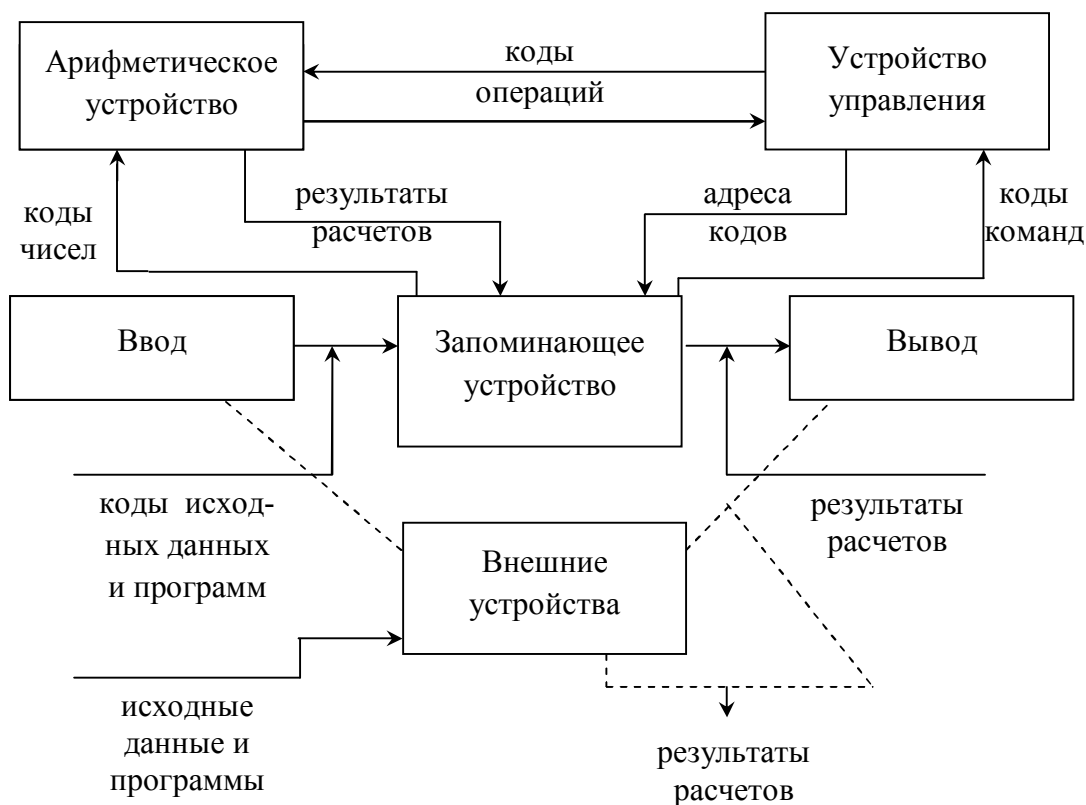 Арифметическое
устройство
коды
операций
Устройство
управления
коды
чисел
результаты
расчетов
адреса
кодов
коды
команд
Ввод
Запоминающее
устройство
Вывод
коды исход-
ных данных
и программ
результаты
расчетов
Внешние
устройства
исходные
данные и
программы
результаты
расчетов